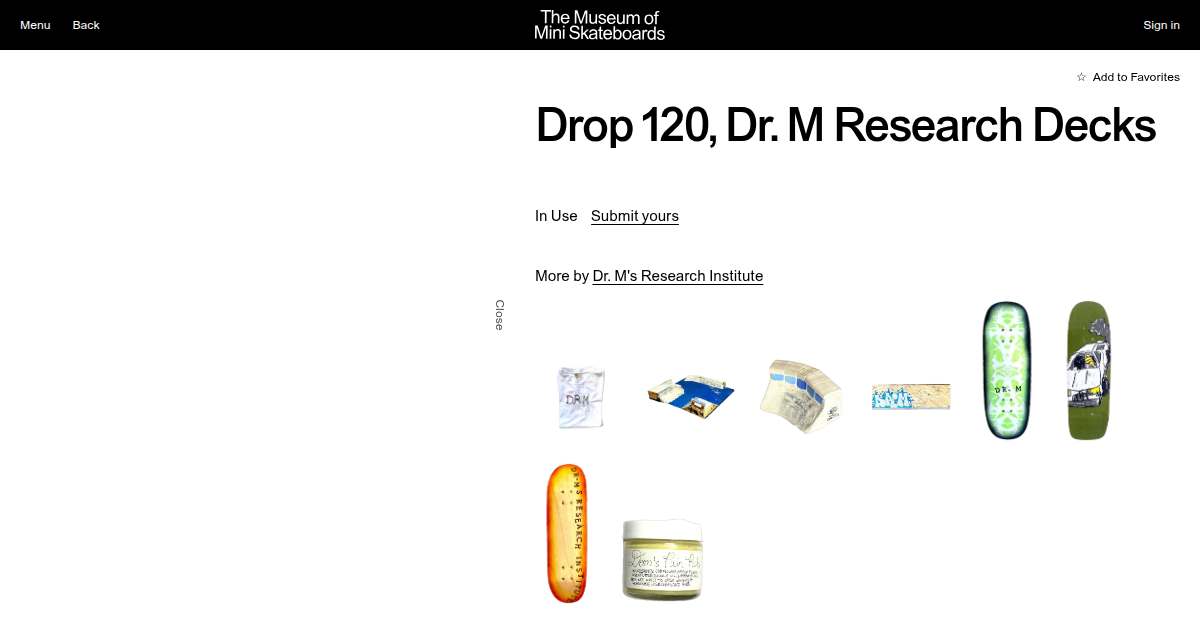 Menu
Back
The Museum of
Mini Skateboards
Sign in
☆ Add to Favorites
Drop 120, Dr. M Research Decks
In Use
Submit yours
More by Dr. M's Research Institute
Close
DR.M
DR. M
DR. M'S RESEARCH INSTITUTE